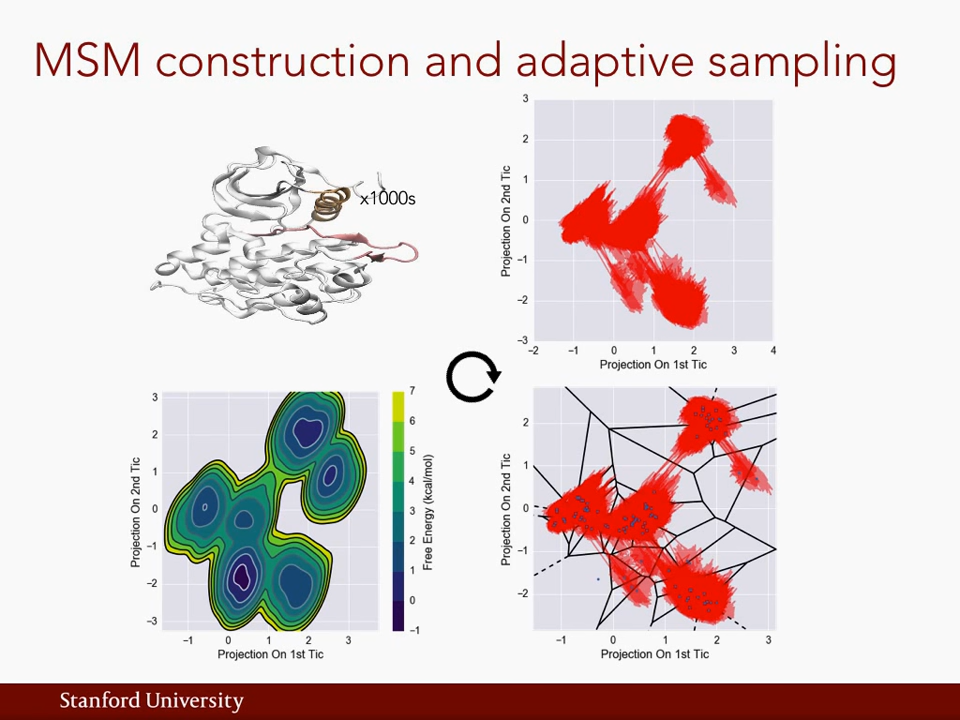 MSM construction and adaptive sampling
x1000s
3
2
1
0
−1
−2
−3
−2 −1 0 1 2 3 4
Projection On 2nd Tic
Projection On 1st Tic
3
2
1
0
−1
−2
−3
−1 0 1 2 3
Projection On 2nd Tic
Projection On 1st Tic
7
6
5
4
3
2
1
0
−1
Free Energy (kcal/mol)
2
1
0
−1
−2
−1 0 1 2 3
Projection On 2nd Tic
Projection On 1st Tic
Stanford University